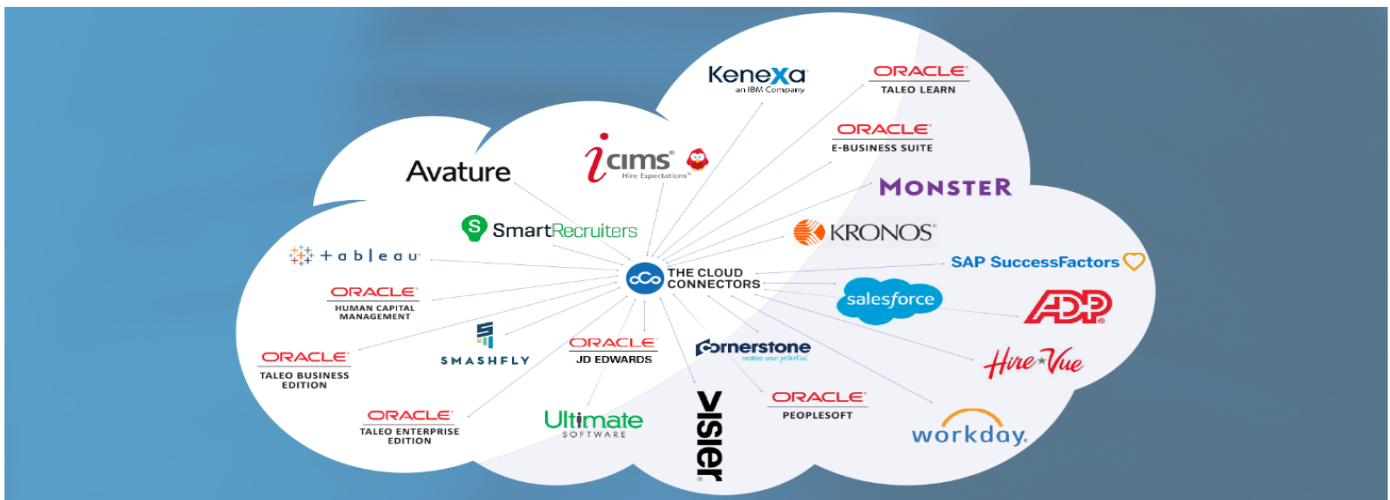 Kenexa
an IBM Company
ORACLE
TALEO LEARN
ORACLE
E-BUSINESS SUITE
Avature
icims
Hire Expectations
MONSTER
SmartRecruiters
KRONOS
tableau
SAP SuccessFactors
cCc THE CLOUD
CONNECTORS
ORACLE
HUMAN CAPITAL
MANAGEMENT
salesforce
ADP
SMASHFLY
ORACLE
JD EDWARDS
cornerstone
realize your potential
HireVue
ORACLE
TALEO BUSINESS
EDITION
ORACLE
TALEO ENTERPRISE
EDITION
Ultimate
SOFTWARE
VISIER
ORACLE
PEOPLESOFT
workday.